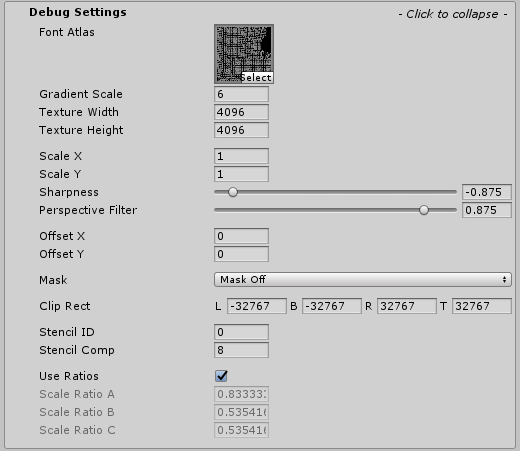 Debug Settings - Click to collapse -
Font Atlas
Select
Gradient Scale 6
Texture Width 4096
Texture Height 4096
Scale X 1
Scale Y 1
Sharpness -0.875
Perspective Filter 0.875
Offset X 0
Offset Y 0
Mask Mask Off
Clip Rect L -32767 B -32767 R 32767 T 32767
Stencil ID 0
Stencil Comp 8
Use Ratios
Scale Ratio A 0.83333
Scale Ratio B 0.53541
Scale Ratio C 0.53541